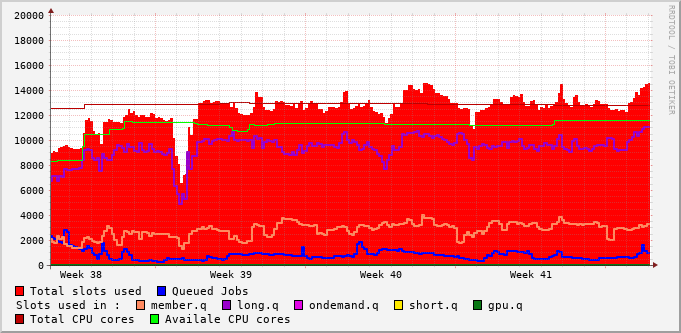 20000
18000
16000
14000
12000
10000
8000
6000
4000
2000
0
Week 38 Week 39 Week 40 Week 41
RRDTOOL / TOBI OETIKER
Total slots used Queued Jobs
Slots used in : member.q long.q ondemand.q short.q gpu.q
Total CPU cores Availale CPU cores